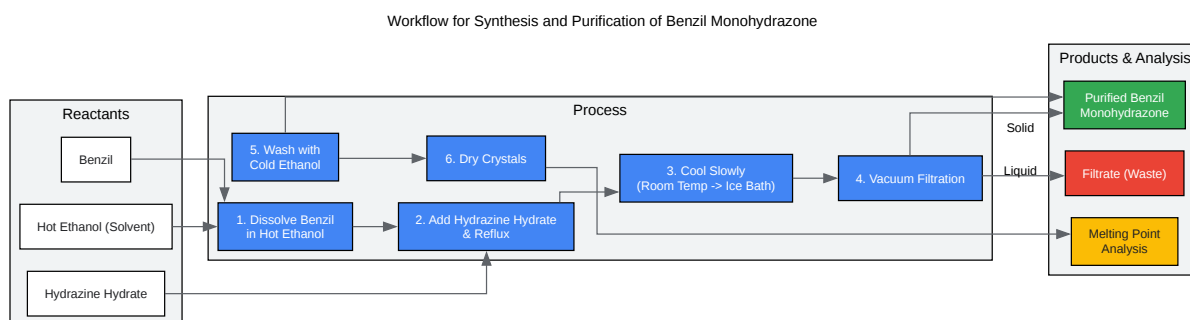 Workflow for Synthesis and Purification of Benzil Monohydrazone
Reactants
Benzil
Hot Ethanol (Solvent)
Hydrazine Hydrate
Process
5. Wash with
Cold Ethanol
6. Dry Crystals
1. Dissolve Benzil
in Hot Ethanol
2. Add Hydrazine Hydrate
& Reflux
3. Cool Slowly
(Room Temp -> Ice Bath)
4. Vacuum Filtration
Solid
Liquid
Products & Analysis
Purified Benzil
Monohydrazone
Filtrate (Waste)
Melting Point
Analysis